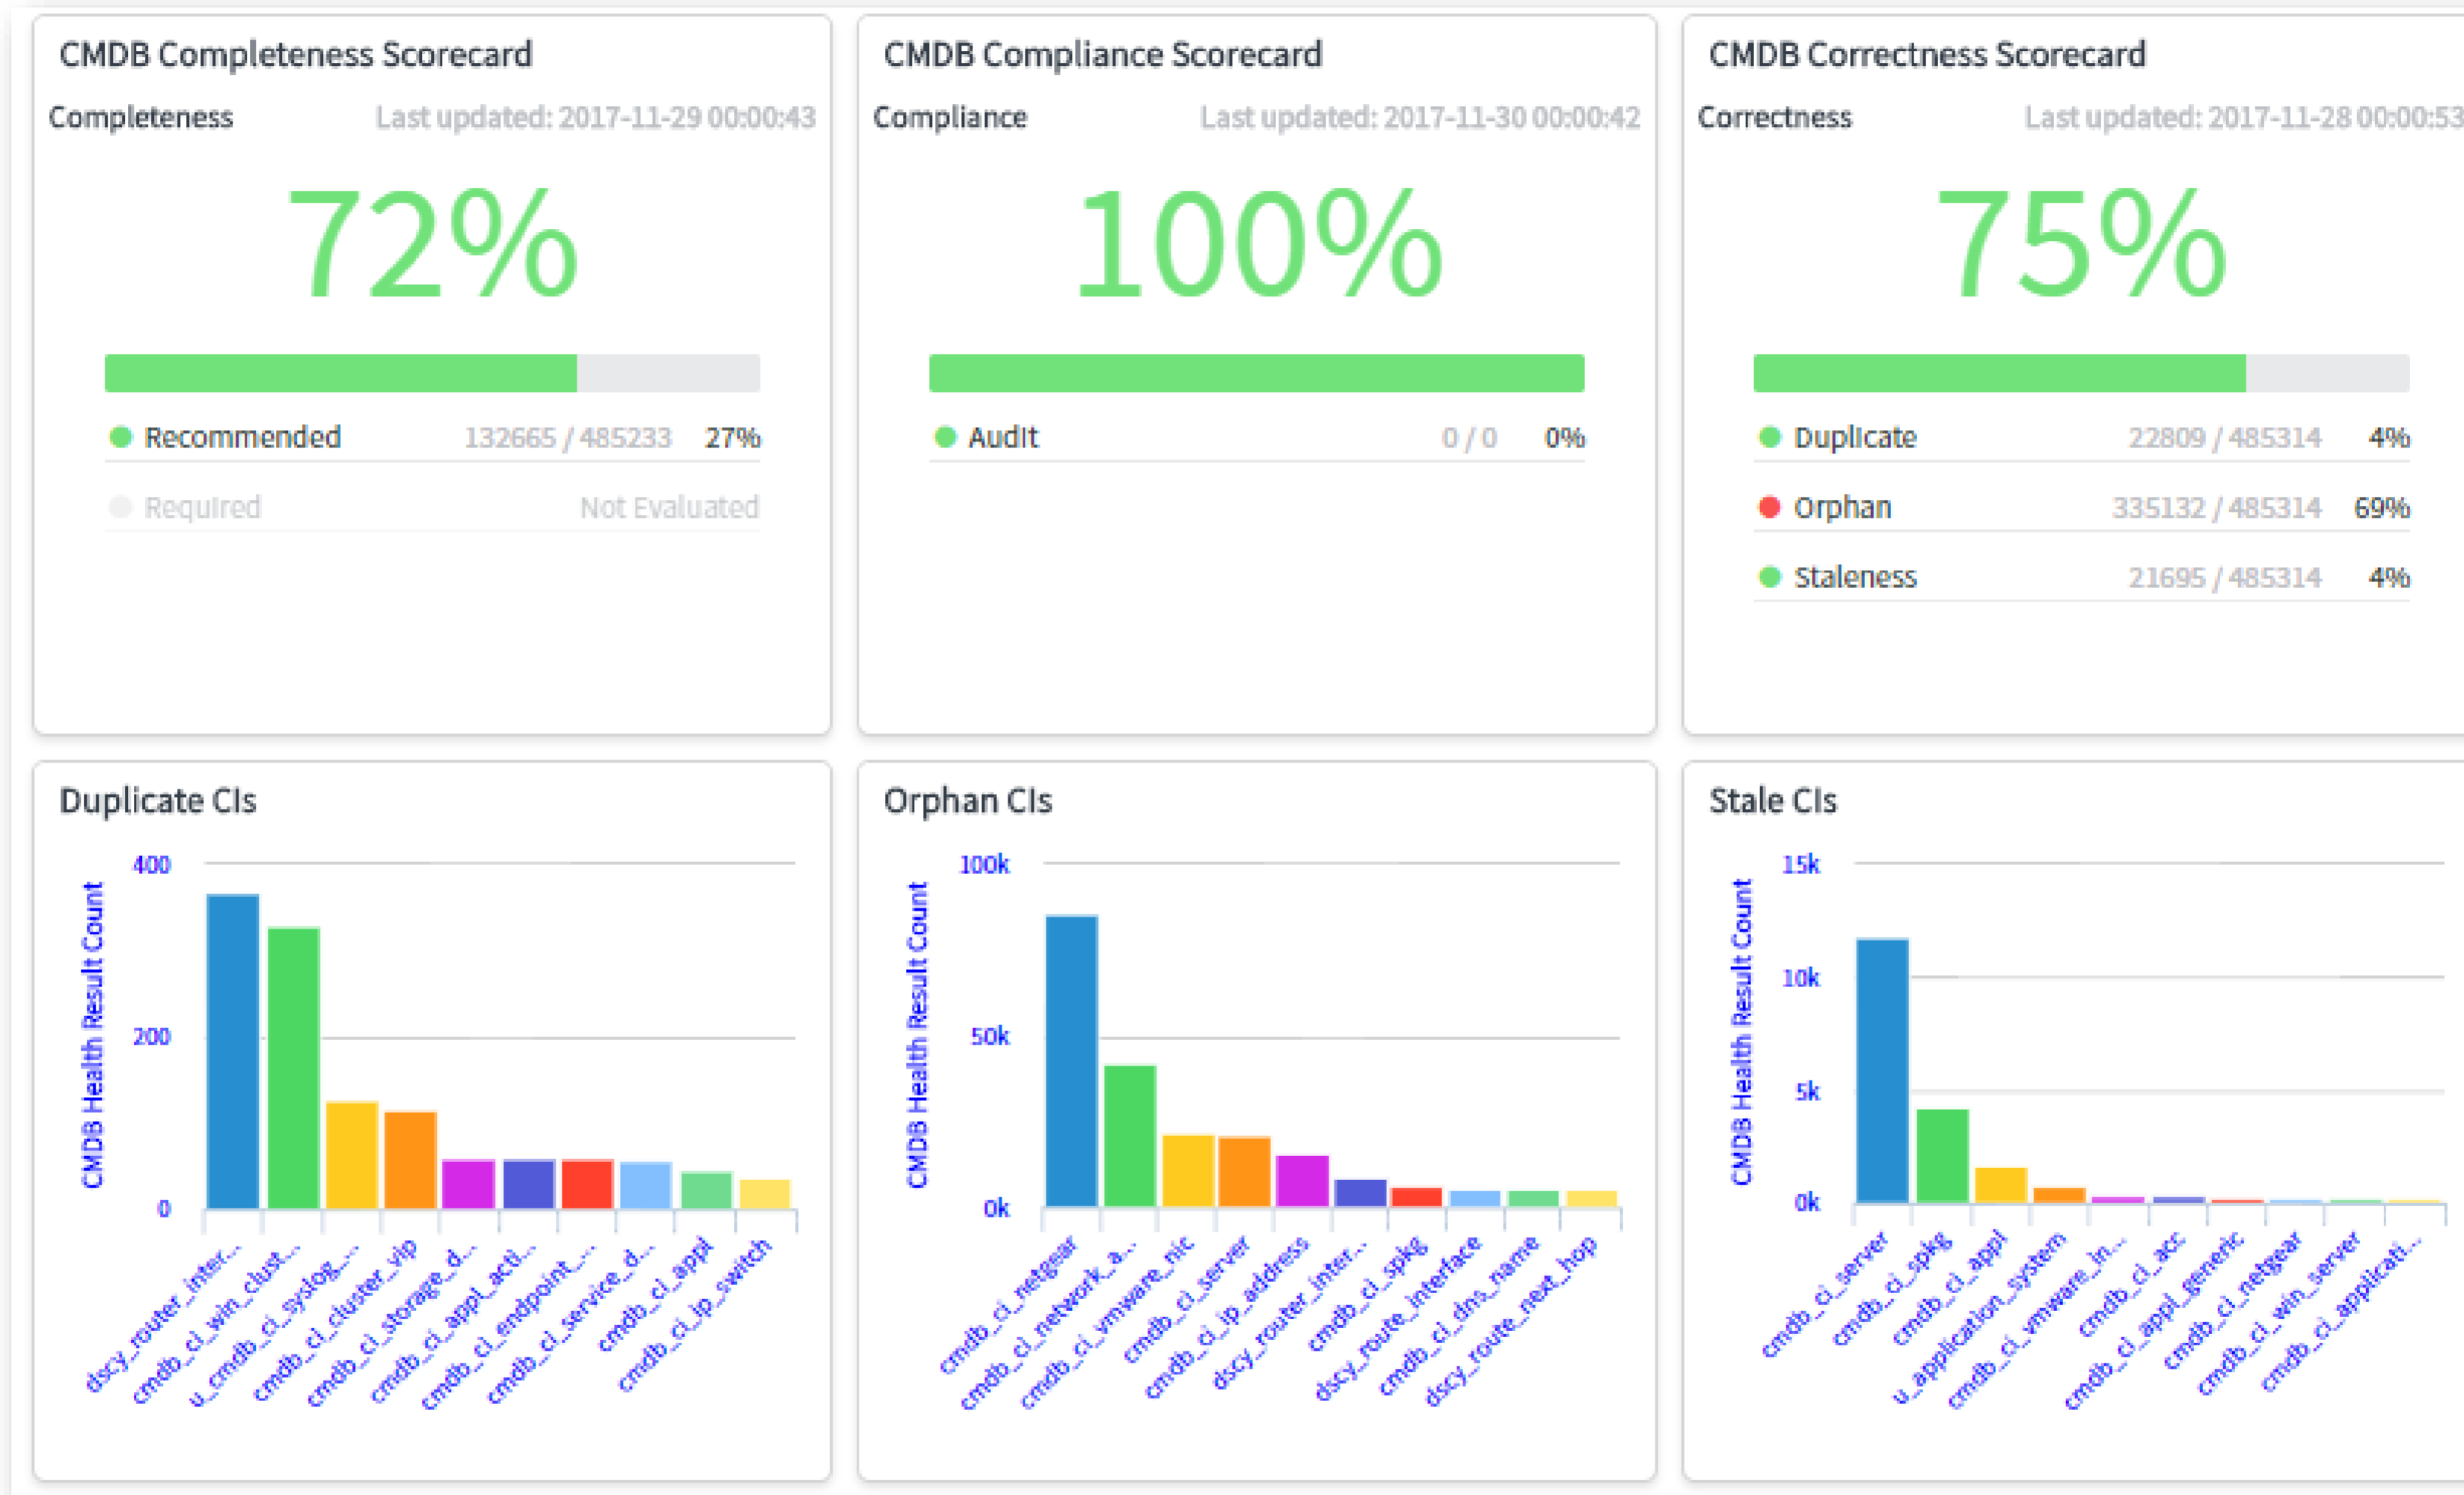 CMDB Completeness Scorecard
Completeness Last updated: 2017-11-29 00:00:43
72%
Recommended 132665 / 485233 27%
Required Not Evaluated
CMDB Compliance Scorecard
Compliance Last updated: 2017-11-30 00:00:42
100%
Audit 0 / 0 0%
CMDB Correctness Scorecard
Correctness Last updated: 2017-11-28 00:00:53
75%
Duplicate 22809 / 485314 4%
Orphan 335132 / 485314 69%
Staleness 21695 / 485314 4%
Duplicate CIs
CMDB Health Result Count
400
200
0
dscy_router_inter...
cmdb_ci_win_clust...
u_cmdb_ci_syslog_...
cmdb_ci_cluster_vip
cmdb_ci_storage_d...
cmdb_ci_appl_acti...
cmdb_ci_endpoint_...
cmdb_ci_service_d...
cmdb_ci_appl
cmdb_ci_ip_switch
Orphan CIs
CMDB Health Result Count
100k
50k
0k
cmdb_ci_netgear
cmdb_ci_network_a...
cmdb_ci_vmware_nic
cmdb_ci_server
cmdb_ci_ip_address
dscy_router_inter...
cmdb_ci_spkg
dscy_route_interface
cmdb_ci_dns_name
dscy_route_next_hop
Stale CIs
CMDB Health Result Count
15k
10k
5k
0k
cmdb_ci_server
cmdb_ci_spkg
cmdb_ci_appl
u_application_system
cmdb_ci_vmware_in...
cmdb_ci_acc
cmdb_ci_appl_generic
cmdb_ci_netgear
cmdb_ci_win_server
cmdb_ci_applicati...